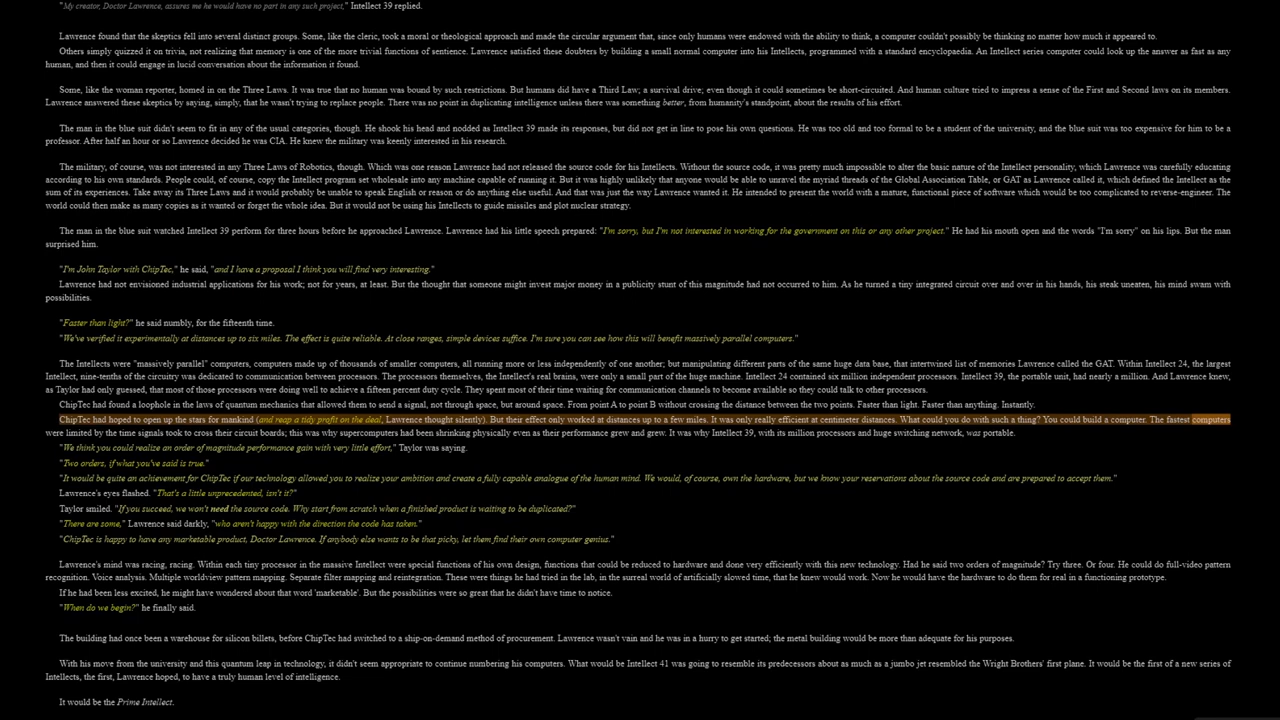 "My creator, Doctor Lawrence, assures me he would have no part in any such project," Intellect 39 replied.
Lawrence found that the skeptics fell into several distinct groups. Some, like the cleric, took a moral or theological approach and made the circular argument that, since only humans were endowed with the ability to think, a computer couldn't possibly be thinking no matter how much it appeared to.
Others simply quizzed it on trivia, not realizing that memory is one of the more trivial functions of sentience. Lawrence satisfied these doubters by building a small normal computer into his Intellects, programmed with a standard encyclopaedia. An Intellect series computer could look up the answer as fast as any
human, and then it could engage in lucid conversation about the information it found.
Some, like the woman reporter, homed in on the Three Laws. It was true that no human was bound by such restrictions. But humans did have a Third Law; a survival drive; even though it could sometimes be short-circuited. And human culture tried to impress a sense of the First and Second laws on its members.
Lawrence answered these skeptics by saying, simply, that he wasn't trying to replace people. There was no point in duplicating intelligence unless there was something better, from humanity's standpoint, about the results of his effort.
The man in the blue suit didn't seem to fit in any of the usual categories, though. He shook his head and nodded as Intellect 39 made its responses, but did not get in line to pose his own questions. He was too old and too formal to be a student of the university, and the blue suit was too expensive for him to be a
professor. After half an hour or so Lawrence decided he was CIA. He knew the military was keenly interested in his research.
The military, of course, was not interested in any Three Laws of Robotics, though. Which was one reason Lawrence had not released the source code for his Intellects. Without the source code, it was pretty much impossible to alter the basic nature of the Intellect personality, which Lawrence was carefully educating
according to his own standards. People could, of course, copy the Intellect program set wholesale into any machine capable of running it. But it was highly unlikely that anyone would be able to unravel the myriad threads of the Global Association Table, or GAT as Lawrence called it, which defined the Intellect as the
sum of its experiences. Take away its Three Laws and it would probably be unable to speak English or reason or do anything else useful. And that was just the way Lawrence wanted it. He intended to present the world with a mature, functional piece of software which would be too complicated to reverse-engineer. The
world could then make as many copies as it wanted or forget the whole idea. But it would not be using his Intellects to guide missiles and plot nuclear strategy.
The man in the blue suit watched Intellect 39 perform for three hours before he approached Lawrence. Lawrence had his little speech prepared: "I'm sorry, but I'm not interested in working for the government on this or any other project." He had his mouth open and the words "I'm sorry" on his lips. But the man
surprised him.
"I'm John Taylor with ChipTec," he said, "and I have a proposal I think you will find very interesting."
Lawrence had not envisioned industrial applications for his work; not for years, at least. But the thought that someone might invest major money in a publicity stunt of this magnitude had not occurred to him. As he turned a tiny integrated circuit over and over in his hands, his steak uneaten, his mind swam with
possibilities.
"Faster than light?" he said numbly, for the fifteenth time.
"We've verified it experimentally at distances up to six miles. The effect is quite reliable. At close ranges, simple devices suffice. I'm sure you can see how this will benefit massively parallel computers."
The Intellects were "massively parallel" computers, computers made up of thousands of smaller computers, all running more or less independently of one another; but manipulating different parts of the same huge data base, that intertwined list of memories Lawrence called the GAT. Within Intellect 24, the largest
Intellect, nine-tenths of the circuitry was dedicated to communication between processors. The processors themselves, the Intellect's real brains, were only a small part of the huge machine. Intellect 24 contained six million independent processors. Intellect 39, the portable unit, had nearly a million. And Lawrence knew,
as Taylor had only guessed, that most of those processors were doing well to achieve a fifteen percent duty cycle. They spent most of their time waiting for communication channels to become available so they could talk to other processors.
ChipTec had found a loophole in the laws of quantum mechanics that allowed them to send a signal, not through space, but around space. From point A to point B without crossing the distance between the two points. Faster than light. Faster than anything. Instantly.
ChipTec had hoped to open up the stars for mankind (and reap a tidy profit on the deal, Lawrence thought silently). But their effect only worked at distances up to a few miles. It was only really efficient at centimeter distances. What could you do with such a thing? You could build a computer. The fastest computers
were limited by the time signals took to cross their circuit boards; this was why supercomputers had been shrinking physically even as their performance grew and grew. It was why Intellect 39, with its million processors and huge switching network, was portable.
"We think you could realize an order of magnitude performance gain with very little effort," Taylor was saying.
"Two orders, if what you've said is true."
"It would be quite an achievement for ChipTec if our technology allowed you to realize your ambition and create a fully capable analogue of the human mind. We would, of course, own the hardware, but we know your reservations about the source code and are prepared to accept them."
Lawrence's eyes flashed. "That's a little unprecedented, isn't it?"
Taylor smiled. "If you succeed, we won't need the source code. Why start from scratch when a finished product is waiting to be duplicated?"
"There are some," Lawrence said darkly, "who aren't happy with the direction the code has taken."
"ChipTec is happy to have any marketable product, Doctor Lawrence. If anybody else wants to be that picky, let them find their own computer genius."
Lawrence's mind was racing, racing. Within each tiny processor in the massive Intellect were special functions of his own design, functions that could be reduced to hardware and done very efficiently with this new technology. Had he said two orders of magnitude? Try three. Or four. He could do full-video pattern
recognition. Voice analysis. Multiple worldview pattern mapping. Separate filter mapping and reintegration. These were things he had tried in the lab, in the surreal world of artificially slowed time, that he knew would work. Now he would have the hardware to do them for real in a functioning prototype.
If he had been less excited, he might have wondered about that word 'marketable'. But the possibilities were so great that he didn't have time to notice.
"When do we begin?" he finally said.
The building had once been a warehouse for silicon billets, before ChipTec had switched to a ship-on-demand method of procurement. Lawrence wasn't vain and he was in a hurry to get started; the metal building would be more than adequate for his purposes.
With his move from the university and this quantum leap in technology, it didn't seem appropriate to continue numbering his computers. What would be Intellect 41 was going to resemble its predecessors about as much as a jumbo jet resembled the Wright Brothers' first plane. It would be the first of a new series of
Intellects, the first, Lawrence hoped, to have a truly human level of intelligence.
It would be the Prime Intellect.